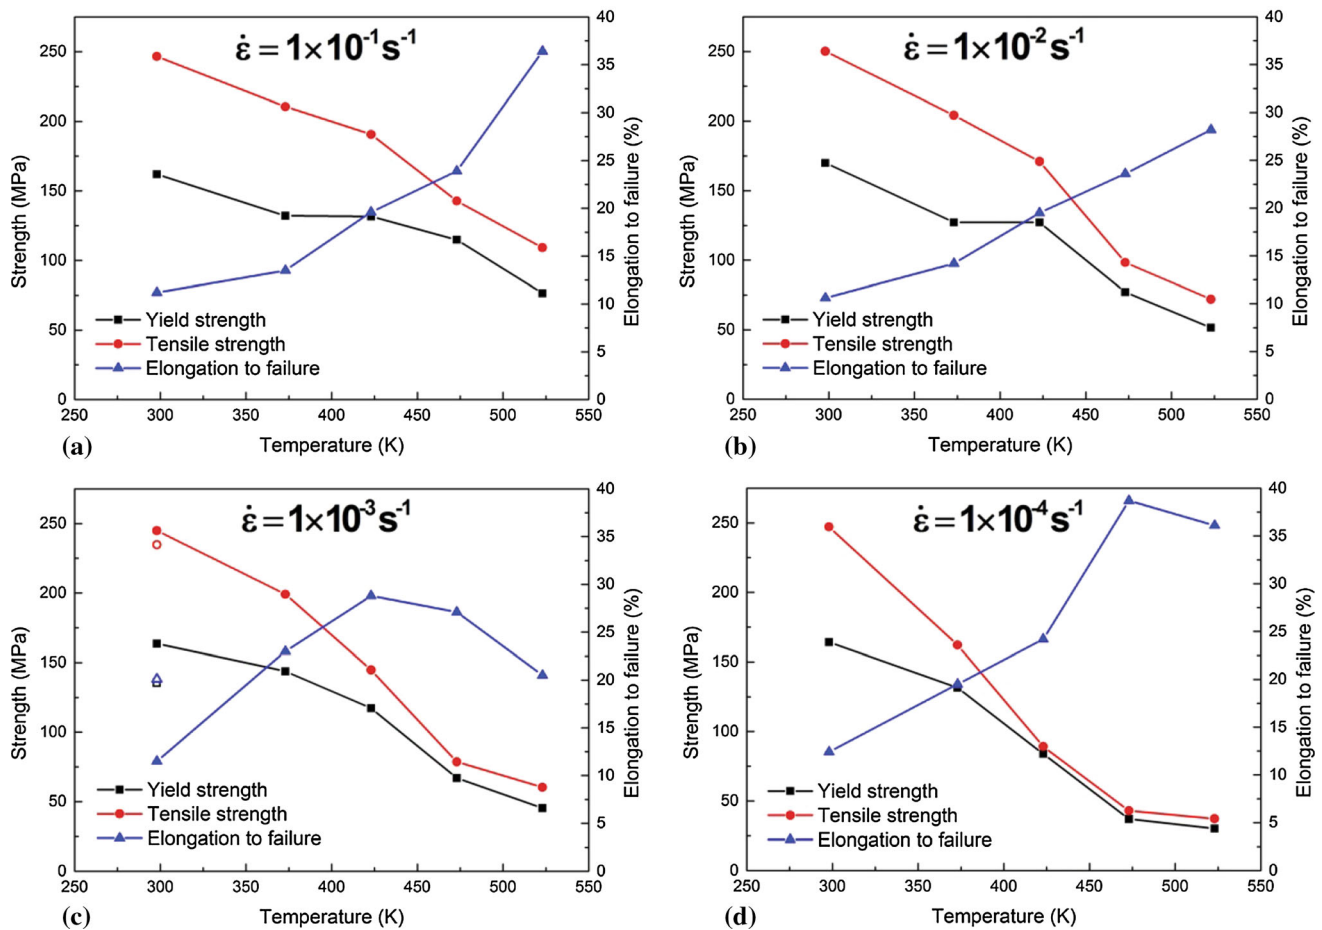 ε̇ = 1×10⁻¹ s⁻¹
Strength (MPa)
250
200
150
100
50
0
40
35
30
25
20
15
10
5
0
Elongation to failure (%)
Yield strength
Tensile strength
Elongation to failure
250 300 350 400 450 500 550
Temperature (K)
(a)
ε̇ = 1×10⁻² s⁻¹
Strength (MPa)
250
200
150
100
50
0
40
35
30
25
20
15
10
5
0
Elongation to failure (%)
Yield strength
Tensile strength
Elongation to failure
250 300 350 400 450 500 550
Temperature (K)
(b)
ε̇ = 1×10⁻³ s⁻¹
Strength (MPa)
250
200
150
100
50
0
40
35
30
25
20
15
10
5
0
Elongation to failure (%)
Yield strength
Tensile strength
Elongation to failure
250 300 350 400 450 500 550
Temperature (K)
(c)
ε̇ = 1×10⁻⁴ s⁻¹
Strength (MPa)
250
200
150
100
50
0
40
35
30
25
20
15
10
5
0
Elongation to failure (%)
Yield strength
Tensile strength
Elongation to failure
250 300 350 400 450 500 550
Temperature (K)
(d)